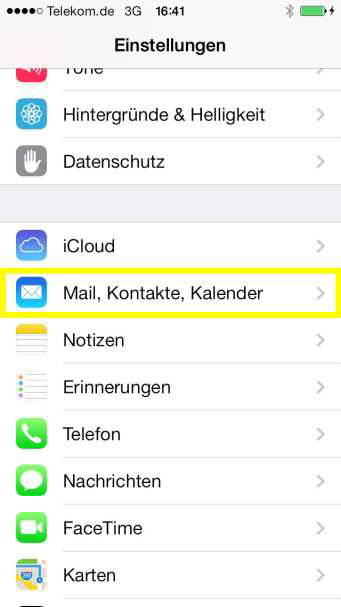 Telekom.de 3G 16:41
Einstellungen
Töne
Hintergründe & Helligkeit
Datenschutz
iCloud
Mail, Kontakte, Kalender
Notizen
Erinnerungen
Telefon
Nachrichten
FaceTime
Karten